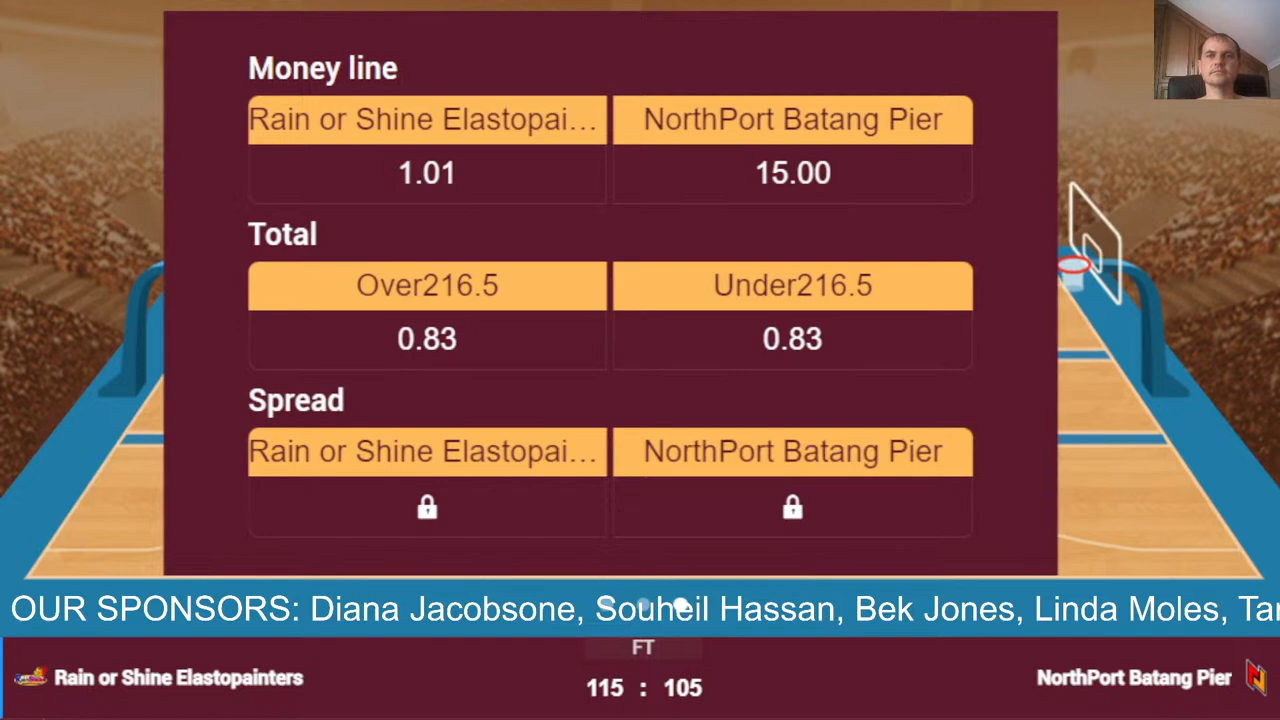 Money line
Rain or Shine Elastopai... NorthPort Batang Pier
1.01 15.00
Total
Over216.5 Under216.5
0.83 0.83
Spread
Rain or Shine Elastopai... NorthPort Batang Pier
OUR SPONSORS: Diana Jacobsone, Souheil Hassan, Bek Jones, Linda Moles, Tar
FT
Rain or Shine Elastopainters 115 : 105 NorthPort Batang Pier